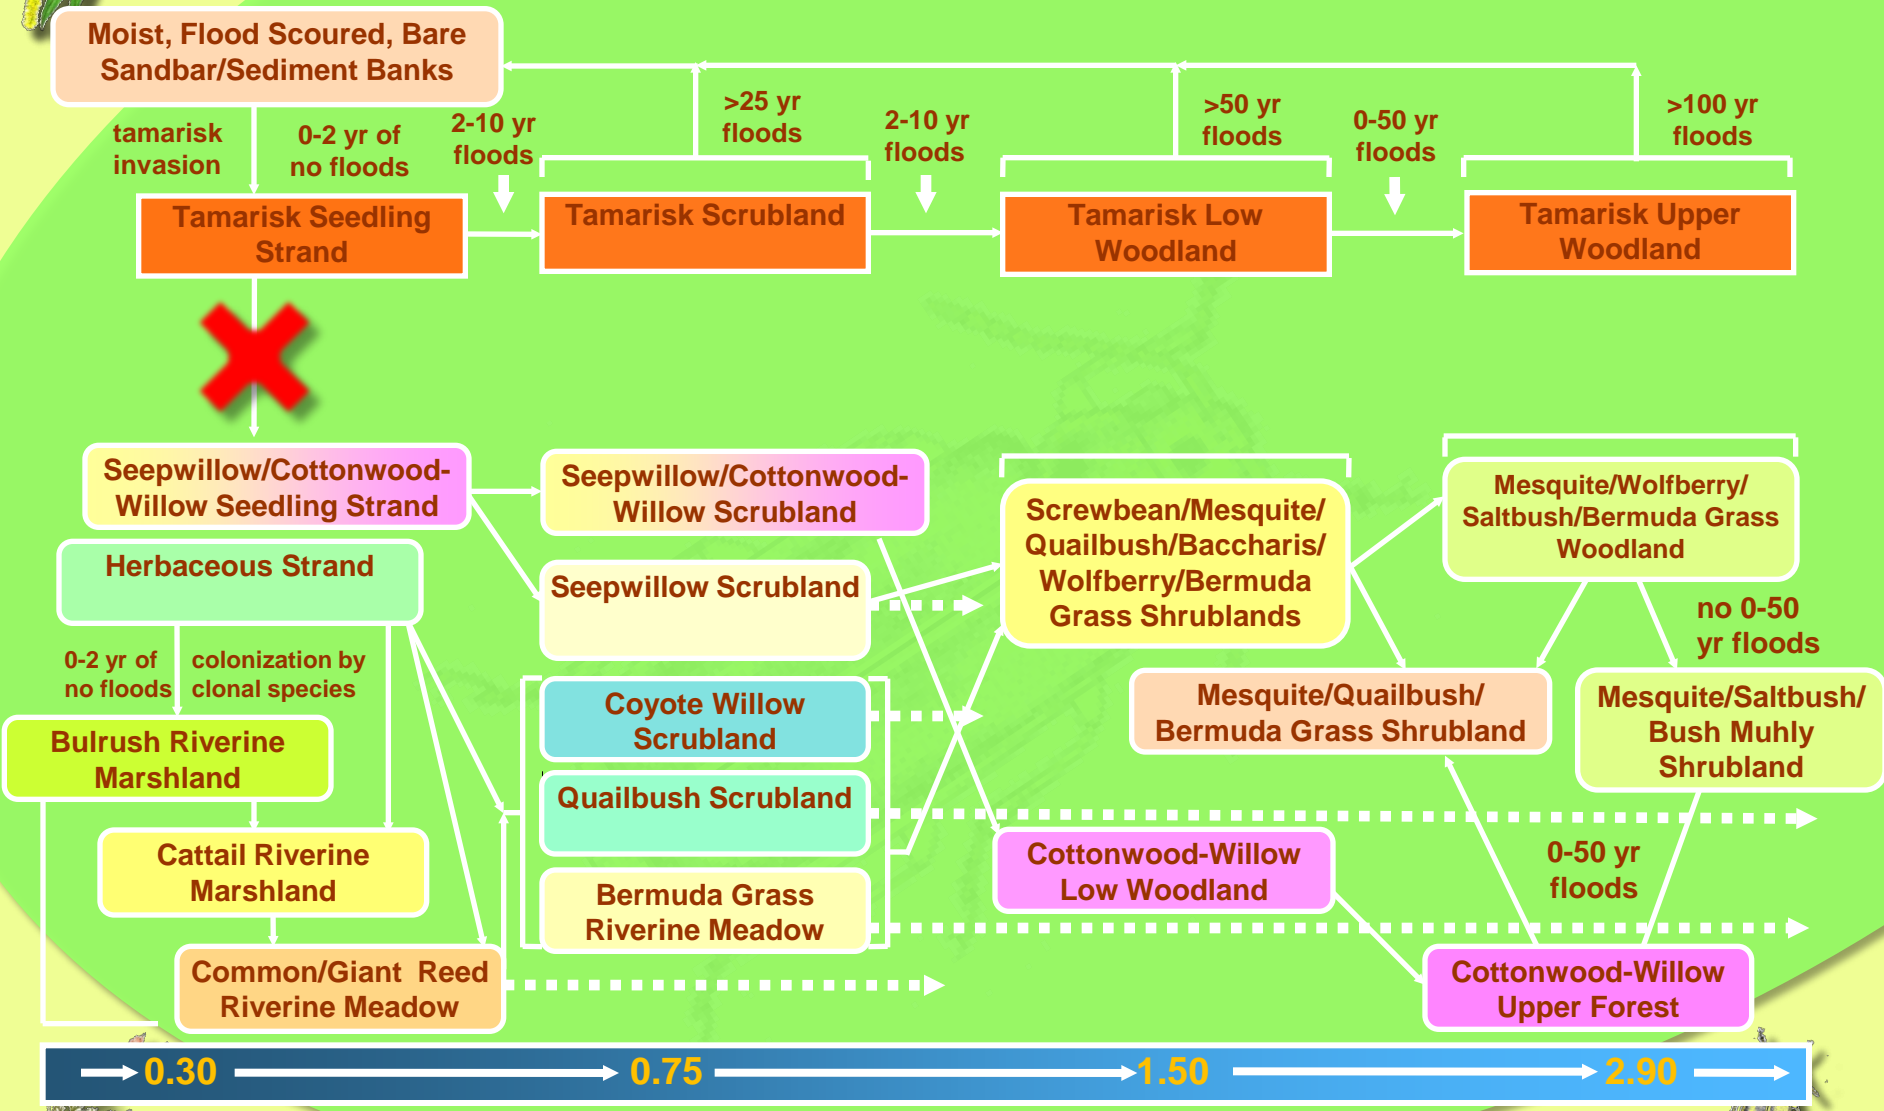 Moist, Flood Scoured, Bare
Sandbar/Sediment Banks
tamarisk
invasion
0-2 yr of
no floods
2-10 yr
floods
>25 yr
floods
2-10 yr
floods
>50 yr
floods
0-50 yr
floods
>100 yr
floods
Tamarisk Seedling
Strand
Tamarisk Scrubland
Tamarisk Low
Woodland
Tamarisk Upper
Woodland
Seepwillow/Cottonwood-
Willow Seedling Strand
Seepwillow/Cottonwood-
Willow Scrubland
Screwbean/Mesquite/
Quailbush/Baccharis/
Wolfberry/Bermuda
Grass Shrublands
Mesquite/Wolfberry/
Saltbush/Bermuda Grass
Woodland
Herbaceous Strand
Seepwillow Scrubland
no 0-50
yr floods
0-2 yr of
no floods
colonization by
clonal species
Coyote Willow
Scrubland
Mesquite/Quailbush/
Bermuda Grass Shrubland
Mesquite/Saltbush/
Bush Muhly
Shrubland
Bulrush Riverine
Marshland
Quailbush Scrubland
Cattail Riverine
Marshland
Cottonwood-Willow
Low Woodland
0-50 yr
floods
Bermuda Grass
Riverine Meadow
Common/Giant  Reed
Riverine Meadow
Cottonwood-Willow
Upper Forest
0.30
0.75
1.50
2.90